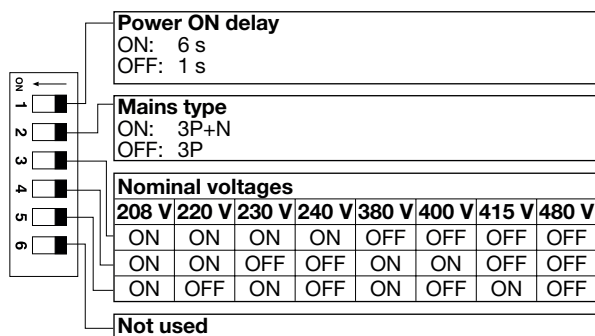 Power ON delay
ON: 6 s
OFF: 1 s
ON
1
2
3
4
5
6
Mains type
ON: 3P+N
OFF: 3P
Nominal voltages
208 V 220 V 230 V 240 V 380 V 400 V 415 V 480 V
ON ON ON ON OFF OFF OFF OFF
ON ON OFF OFF ON ON OFF OFF
ON OFF ON OFF ON OFF ON OFF
Not used